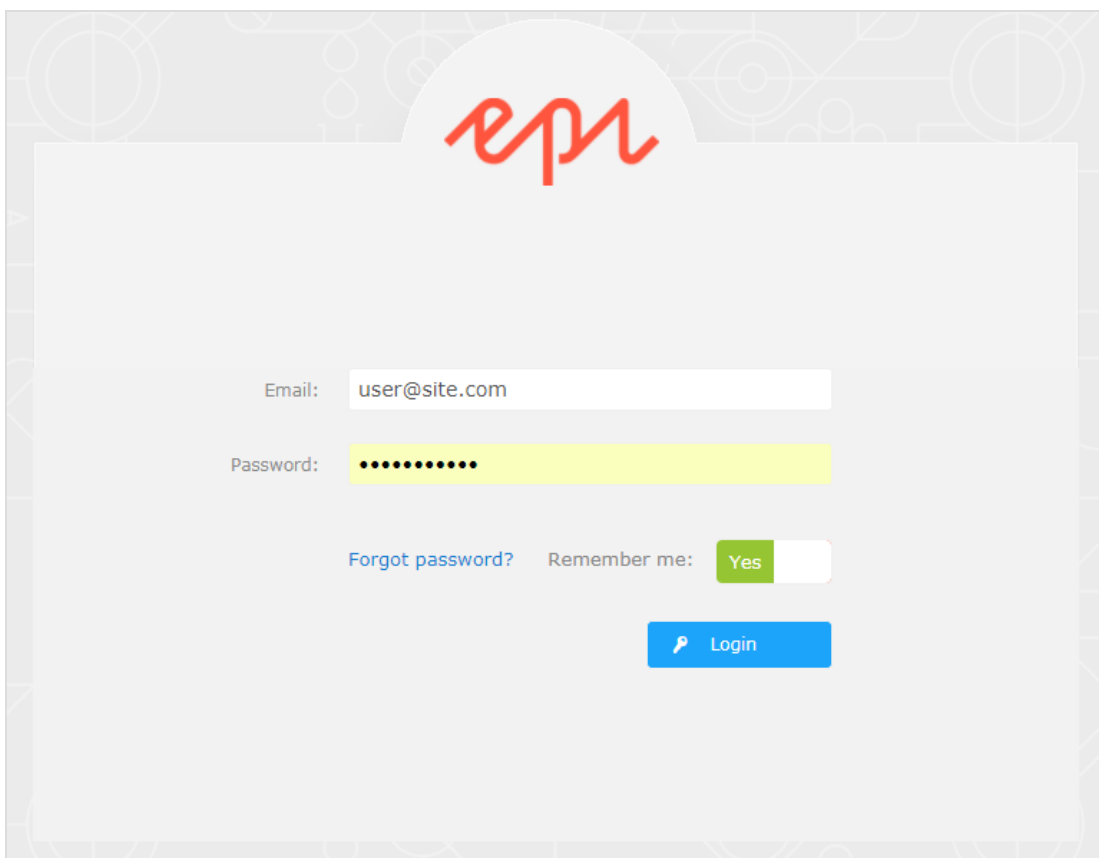 epi
Email: user@site.com
Password: •••••••••••
Forgot password? Remember me: Yes
Login